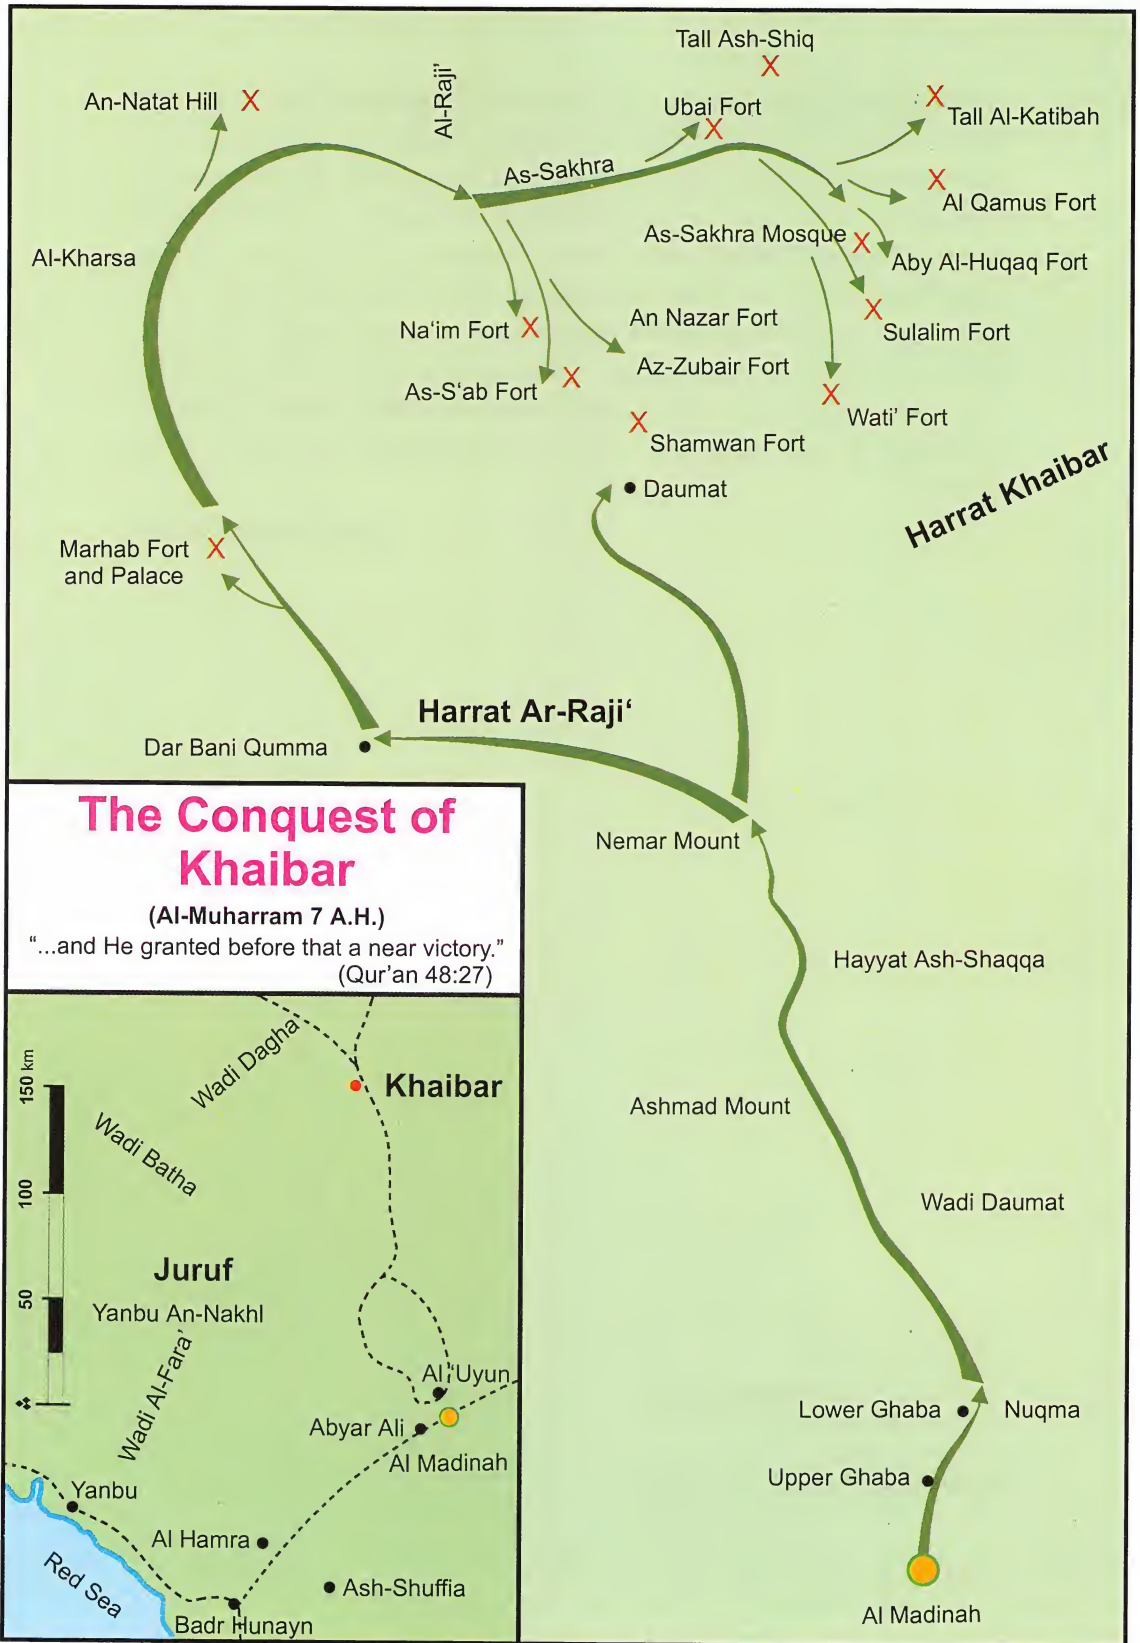 Tall Ash-Shiq
An-Natat Hill
Al-Raji’
Ubai Fort
Tall Al-Katibah
As-Sakhra
Al Qamus Fort
As-Sakhra Mosque
Al-Kharsa
Aby Al-Huqaq Fort
Na‘im Fort
An Nazar Fort
Sulalim Fort
As-S‘ab Fort
Az-Zubair Fort
Wati’ Fort
Shamwan Fort
Harrat Khaibar
Daumat
Marhab Fort
and Palace
Harrat Ar-Raji‘
Dar Bani Qumma
Nemar Mount
Hayyat Ash-Shaqqa
Ashmad Mount
Wadi Daumat
Lower Ghaba
Nuqma
Upper Ghaba
Al Madinah
The Conquest of
Khaibar
(Al-Muharram 7 A.H.)
“...and He granted before that a near victory.”
(Qur’an 48:27)
Wadi Dagha
150 km
Khaibar
Wadi Batha
100
Juruf
50
Yanbu An-Nakhl
Wadi Al-Fara’
Al ‘Uyun
Abyar Ali
Al Madinah
Yanbu
Al Hamra
Red Sea
Ash-Shuffia
Badr Hunayn